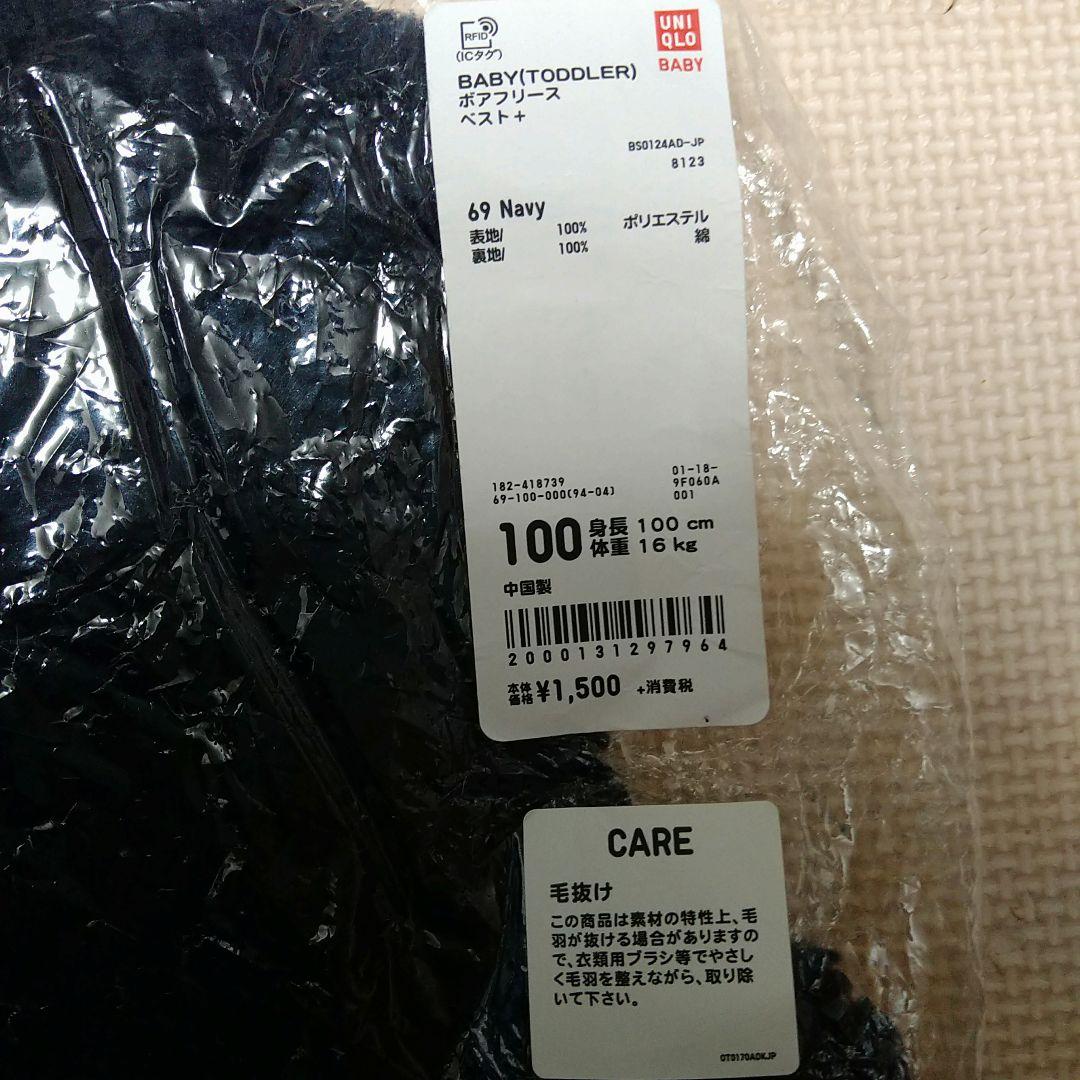 RFID
(ICタグ)
UNI
QLO
BABY
BABY(TODDLER)
ボアフリース
ベスト+
BS0124AD-JP
8123
69 Navy
表地/ 100% ポリエステル
裏地/ 100% 綿
182-418739
69-100-000(94-04)
01-18-
9F060A
001
100 身長 100 cm
体重 16 kg
中国製
2000131297964
本体価格 ¥1,500 +消費税
CARE
毛抜け
この商品は素材の特性上、毛
羽が抜ける場合がありますの
で、衣類用ブラシ等でやさし
く毛羽を整えながら、取り除
いて下さい。
OT0170A0KJP